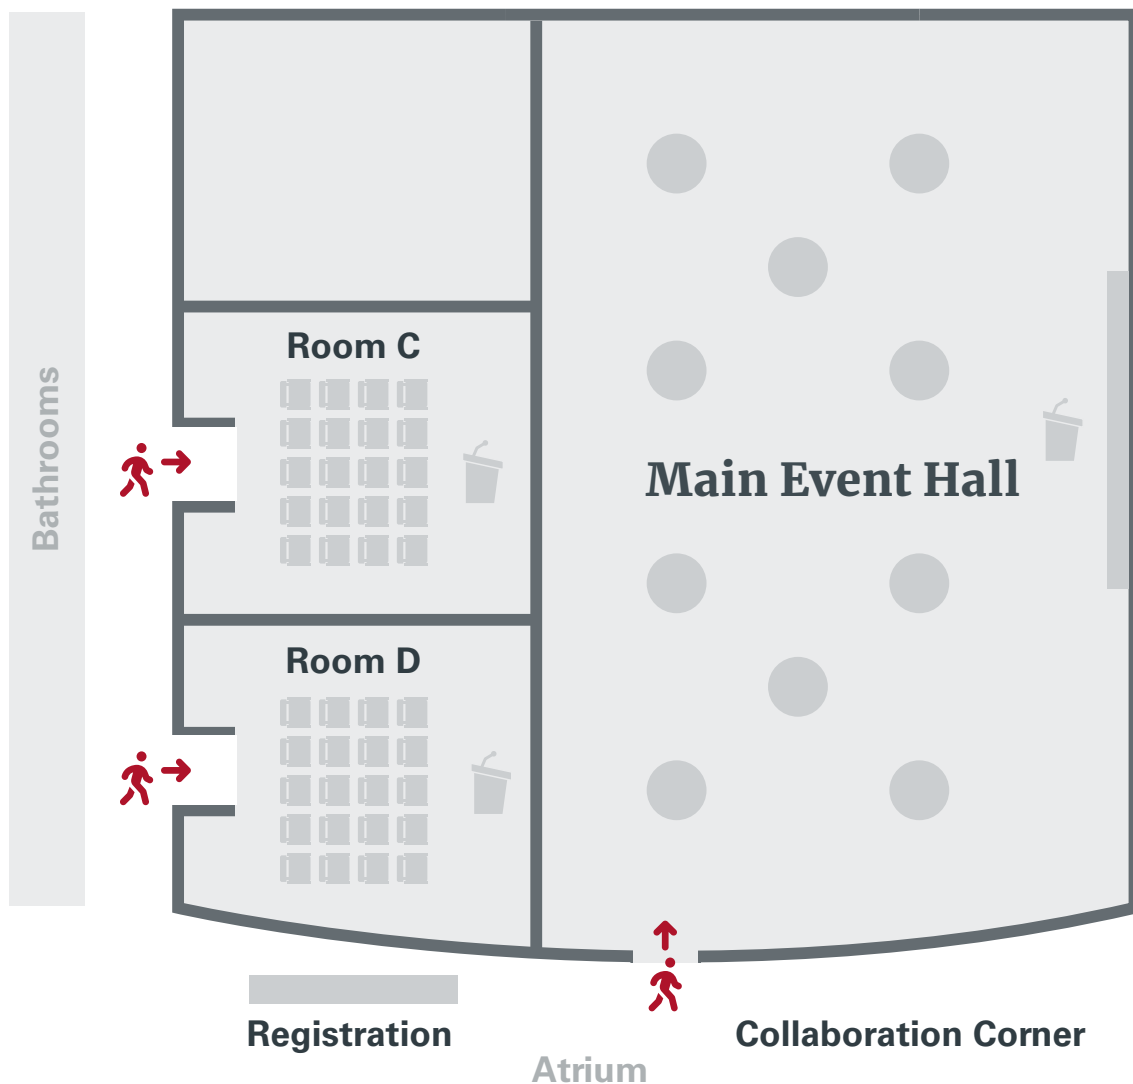 Room C
Bathrooms
Main Event Hall
Room D
Registration
Collaboration Corner
Atrium